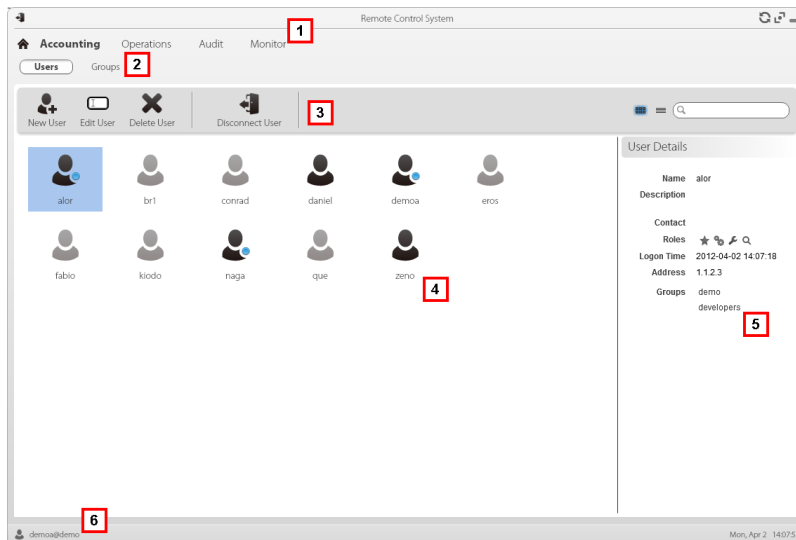 Remote Control System
1
Accounting Operations Audit Monitor
Users Groups 2
New User Edit User Delete User Disconnect User 3
User Details
Name alor
Description
Contact
Roles
Logon Time 2012-04-02 14:07:18
Address 1.1.2.3
Groups demo
developers
5
alor br1 conrad daniel demoa eros
fabio kiodo naga que zeno
4
6
demoa@demo Mon, Apr 2 14:07:5